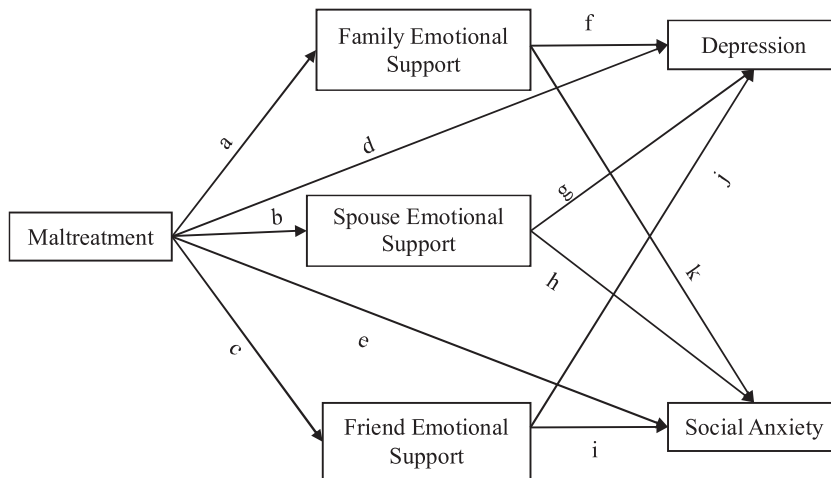 Family Emotional
Support
f
Depression
a
d
g
j
Maltreatment
b
Spouse Emotional
Support
h
k
c
e
Friend Emotional
Support
i
Social Anxiety